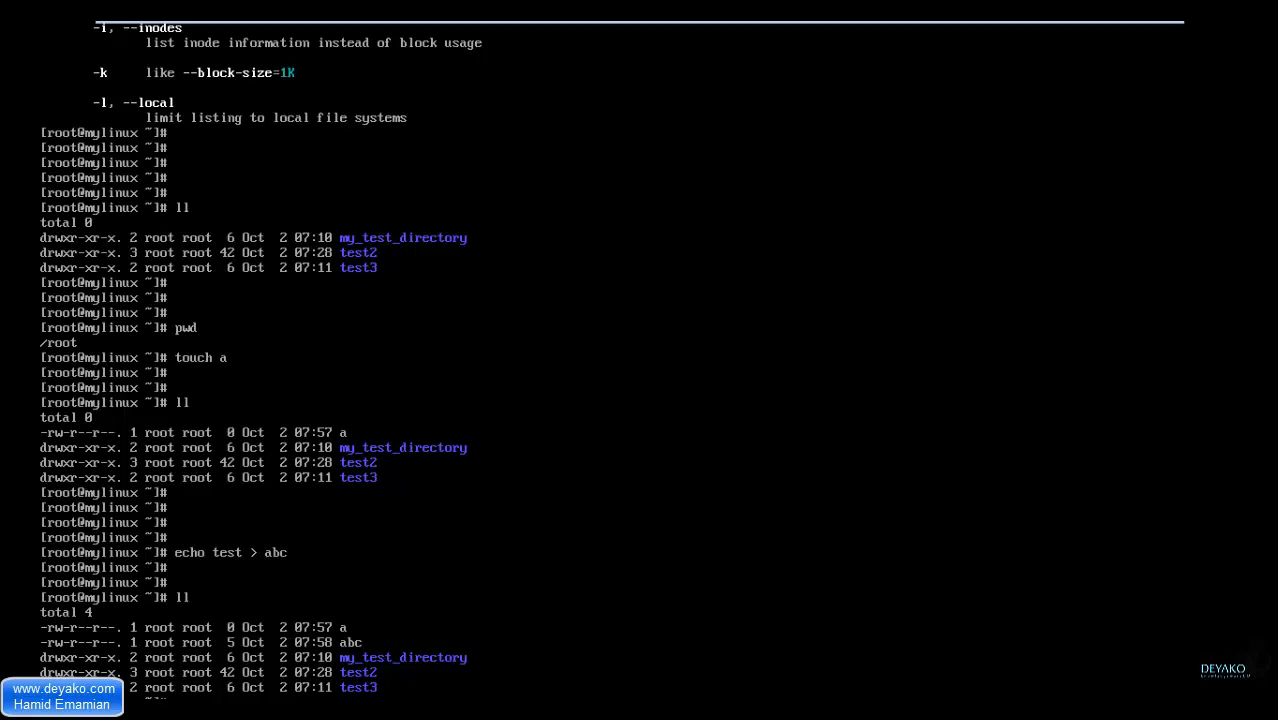 -i, --inodes
list inode information instead of block usage
-k like --block-size=1K
-l, --local
limit listing to local file systems
[root@mylinux ~]#
[root@mylinux ~]#
[root@mylinux ~]#
[root@mylinux ~]#
[root@mylinux ~]#
[root@mylinux ~]# ll
total 0
drwxr-xr-x. 2 root root 6 Oct 2 07:10 my_test_directory
drwxr-xr-x. 3 root root 42 Oct 2 07:28 test2
drwxr-xr-x. 2 root root 6 Oct 2 07:11 test3
[root@mylinux ~]#
[root@mylinux ~]#
[root@mylinux ~]#
[root@mylinux ~]# pwd
/root
[root@mylinux ~]# touch a
[root@mylinux ~]#
[root@mylinux ~]#
[root@mylinux ~]# ll
total 0
-rw-r--r--. 1 root root 0 Oct 2 07:57 a
drwxr-xr-x. 2 root root 6 Oct 2 07:10 my_test_directory
drwxr-xr-x. 3 root root 42 Oct 2 07:28 test2
drwxr-xr-x. 2 root root 6 Oct 2 07:11 test3
[root@mylinux ~]#
[root@mylinux ~]#
[root@mylinux ~]#
[root@mylinux ~]#
[root@mylinux ~]# echo test > abc
[root@mylinux ~]#
[root@mylinux ~]#
[root@mylinux ~]# ll
total 4
-rw-r--r--. 1 root root 0 Oct 2 07:57 a
-rw-r--r--. 1 root root 5 Oct 2 07:58 abc
drwxr-xr-x. 2 root root 6 Oct 2 07:10 my_test_directory
drwxr-xr-x. 3 root root 42 Oct 2 07:28 test2
2 root root 6 Oct 2 07:11 test3
DEYAKO
www.deyako.com
Hamid Emamian